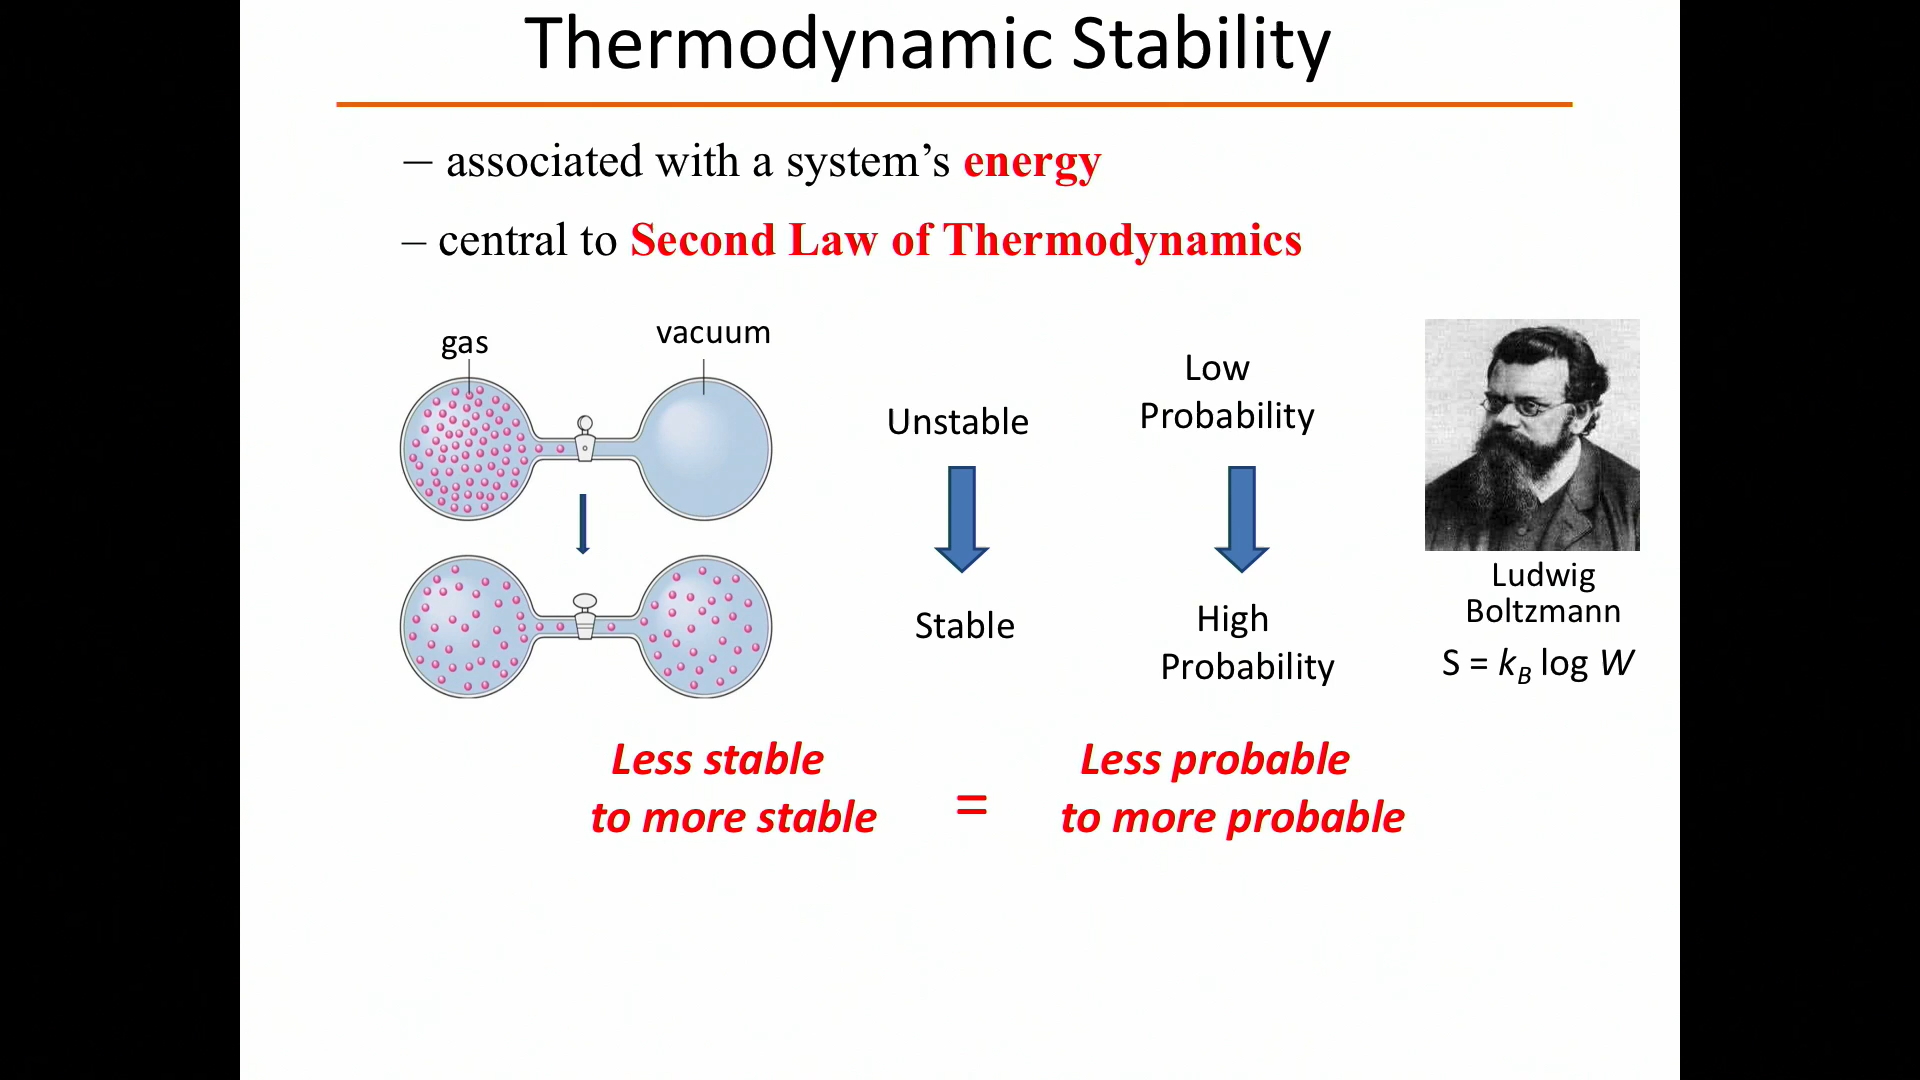 Thermodynamic Stability
– associated with a system’s energy
– central to Second Law of Thermodynamics
gas
vacuum
Unstable
Stable
Low
Probability
High
Probability
Ludwig
Boltzmann
S = k_B log W
Less stable
to more stable
=
Less probable
to more probable